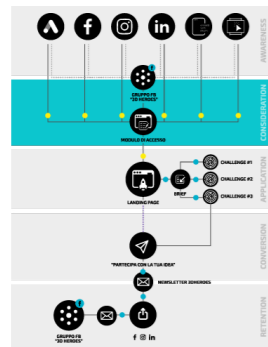 AWARENESS
GRUPPO FB
"3D HEROES"
CONSIDERATION
MODULO DI ACCESSO
APPLICATION
LANDING PAGE
BRIEF
CHALLENGE #1
CHALLENGE #2
CHALLENGE #3
CONVERSION
"PARTECIPA CON LA TUA IDEA"
NEWSLETTER 3DHEROES
RETENTION
GRUPPO FB
"3D HEROES"